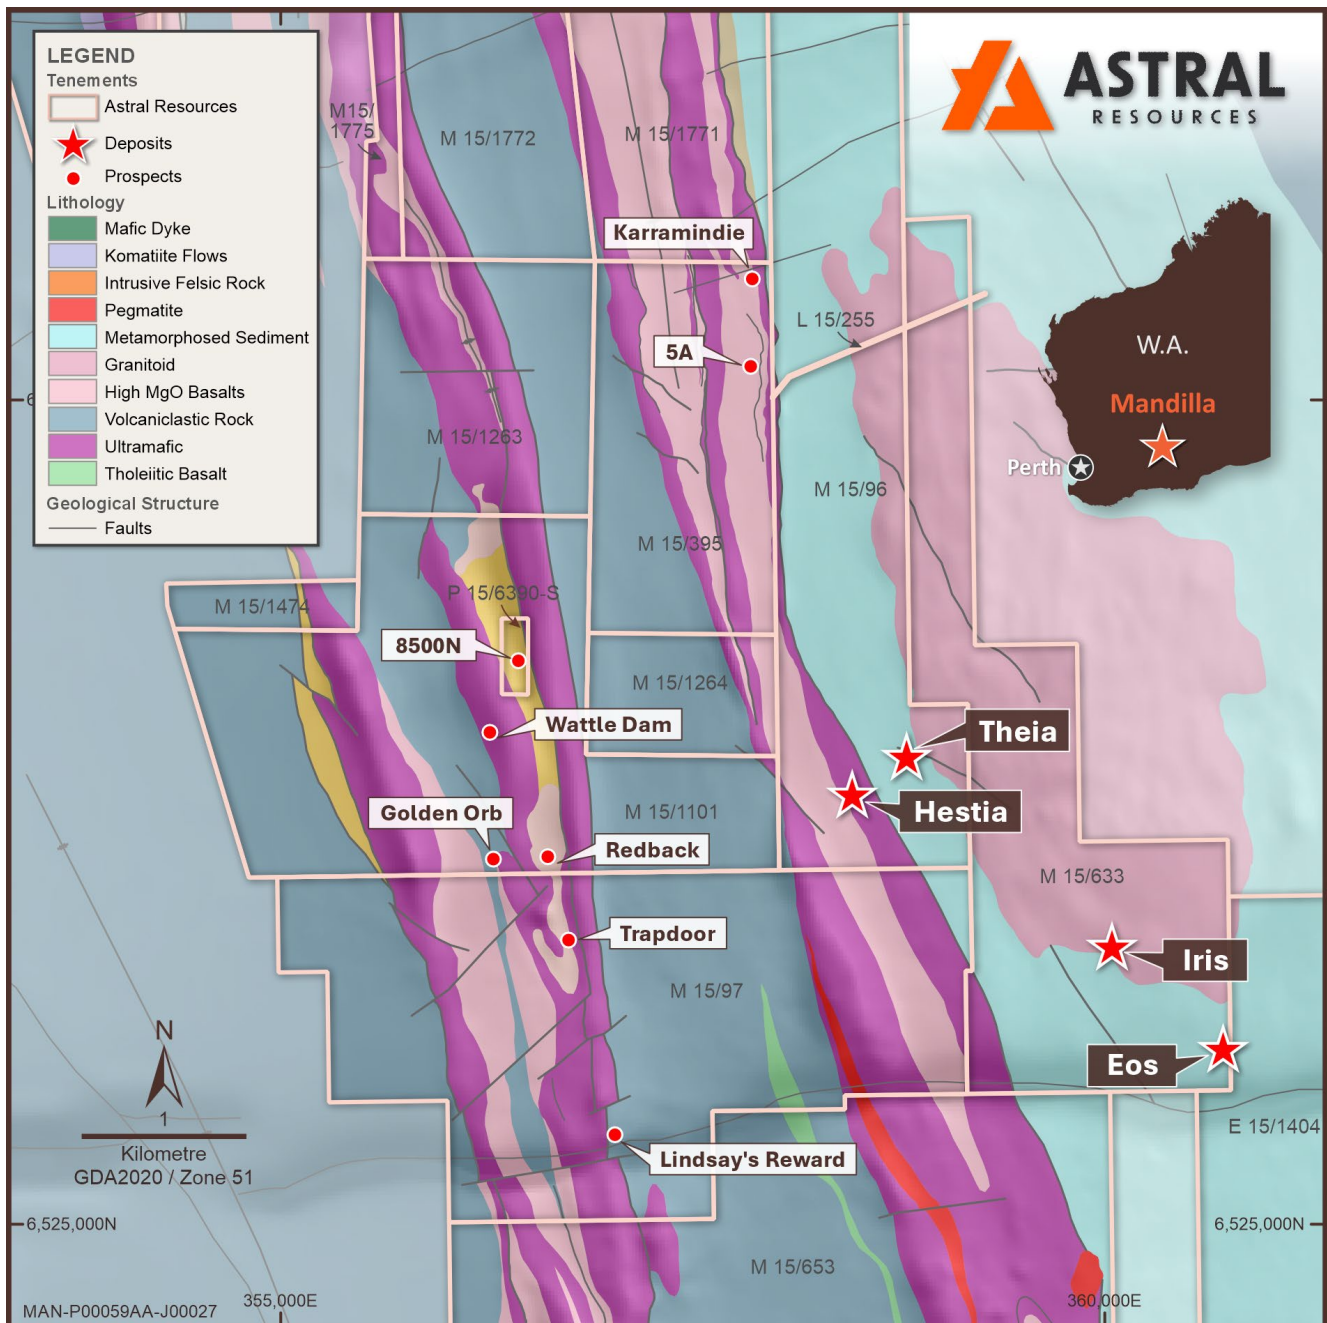 LEGEND
Tenements
Astral Resources
Deposits
Prospects
Lithology
Mafic Dyke
Komatiite Flows
Intrusive Felsic Rock
Pegmatite
Metamorphosed Sediment
Granitoid
High MgO Basalts
Volcaniclastic Rock
Ultramafic
Tholeiitic Basalt
Geological Structure
Faults
ASTRAL
RESOURCES
M15/
1775
M 15/1772
M 15/1771
Karramindie
L 15/255
5A
W.A.
Mandilla
Perth
M 15/1263
M 15/96
M 15/395
P 15/6390-S
M 15/1474
8500N
M 15/1264
Wattle Dam
Theia
Golden Orb
M 15/1101
Hestia
Redback
M 15/633
Trapdoor
Iris
M 15/97
N
Eos
1
Kilometre
GDA2020 / Zone 51
E 15/1404
Lindsay's Reward
6,525,000N
6,525,000N
M 15/653
355,000E
360,000E
MAN-P00059AA-J00027